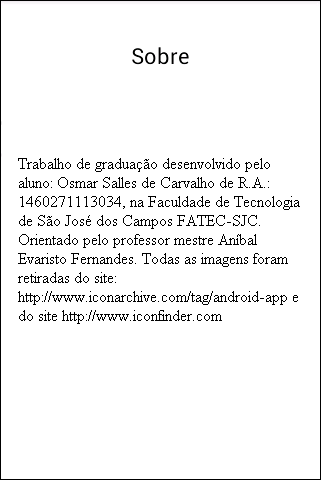 Sobre
Trabalho de graduação desenvolvido pelo
aluno: Osmar Salles de Carvalho de R.A.:
1460271113034, na Faculdade de Tecnologia
de São José dos Campos FATEC-SJC.
Orientado pelo professor mestre Aníbal
Evaristo Fernandes. Todas as imagens foram
retiradas do site:
http://www.iconarchive.com/tag/android-app e
do site http://www.iconfinder.com